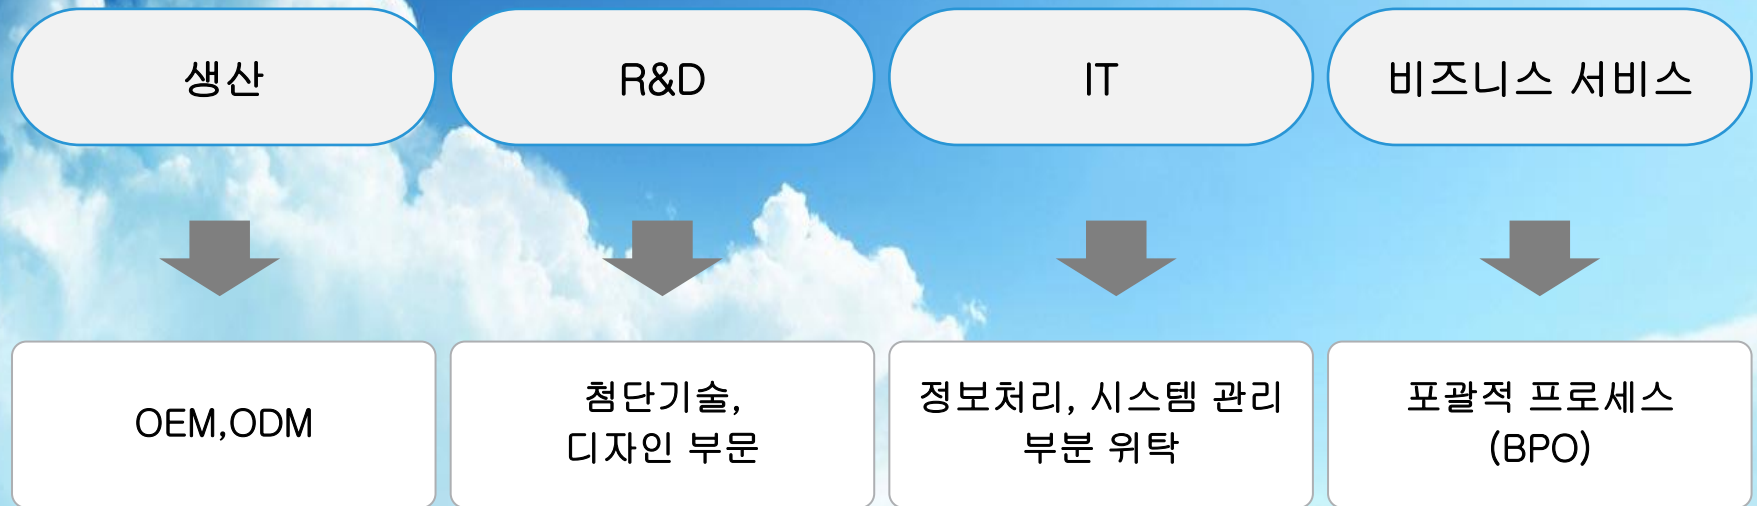 생산
R&D
IT
비즈니스 서비스
OEM,ODM
첨단기술,
디자인 부문
정보처리, 시스템 관리
부분 위탁
포괄적 프로세스
(BPO)